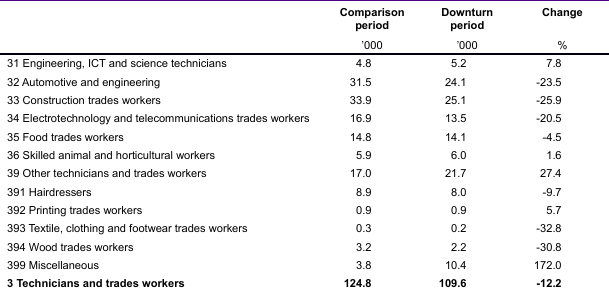 Comparison Downturn Change
period period
’000 ’000 %
31 Engineering, ICT and science technicians 4.8 5.2 7.8
32 Automotive and engineering 31.5 24.1 -23.5
33 Construction trades workers 33.9 25.1 -25.9
34 Electrotechnology and telecommunications trades workers 16.9 13.5 -20.5
35 Food trades workers 14.8 14.1 -4.5
36 Skilled animal and horticultural workers 5.9 6.0 1.6
39 Other technicians and trades workers 17.0 21.7 27.4
391 Hairdressers 8.9 8.0 -9.7
392 Printing trades workers 0.9 0.9 5.7
393 Textile, clothing and footwear trades workers 0.3 0.2 -32.8
394 Wood trades workers 3.2 2.2 -30.8
399 Miscellaneous 3.8 10.4 172.0
3 Technicians and trades workers 124.8 109.6 -12.2